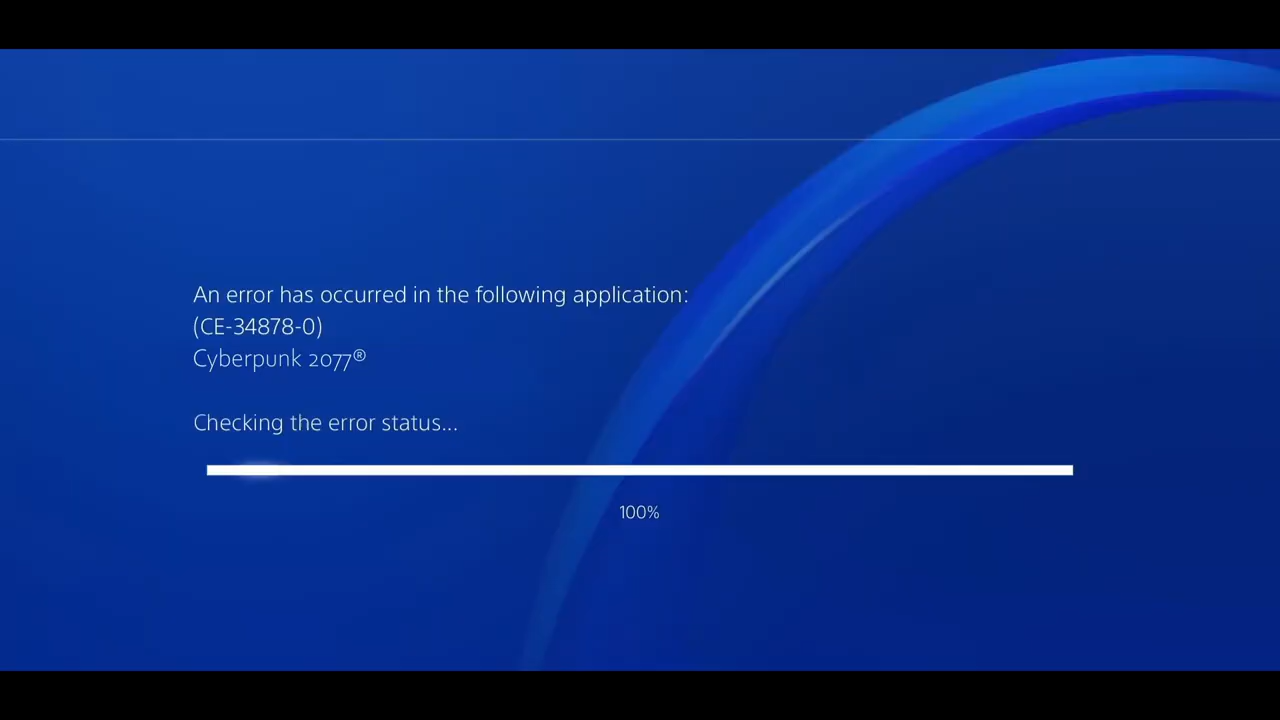 An error has occurred in the following application:
(CE-34878-0)
Cyberpunk 2077®
Checking the error status...
100%